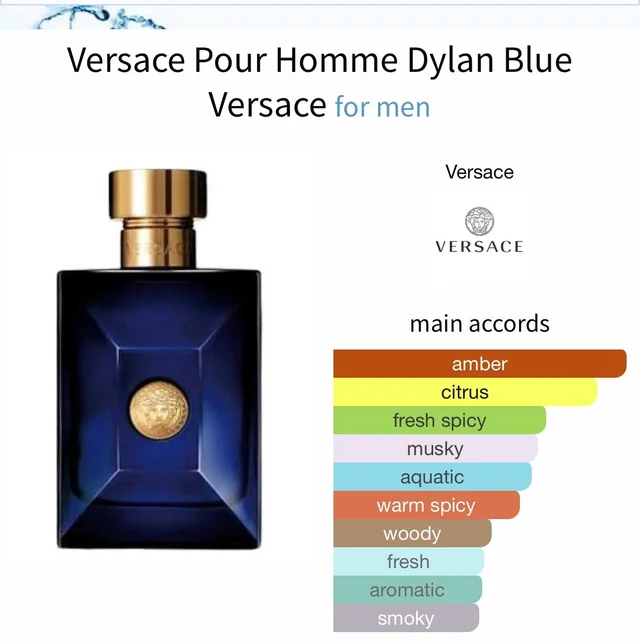 Versace Pour Homme Dylan Blue
Versace for men
Versace
VERSACE
VERSACE
main accords
amber
citrus
fresh spicy
musky
aquatic
warm spicy
woody
fresh
aromatic
smoky